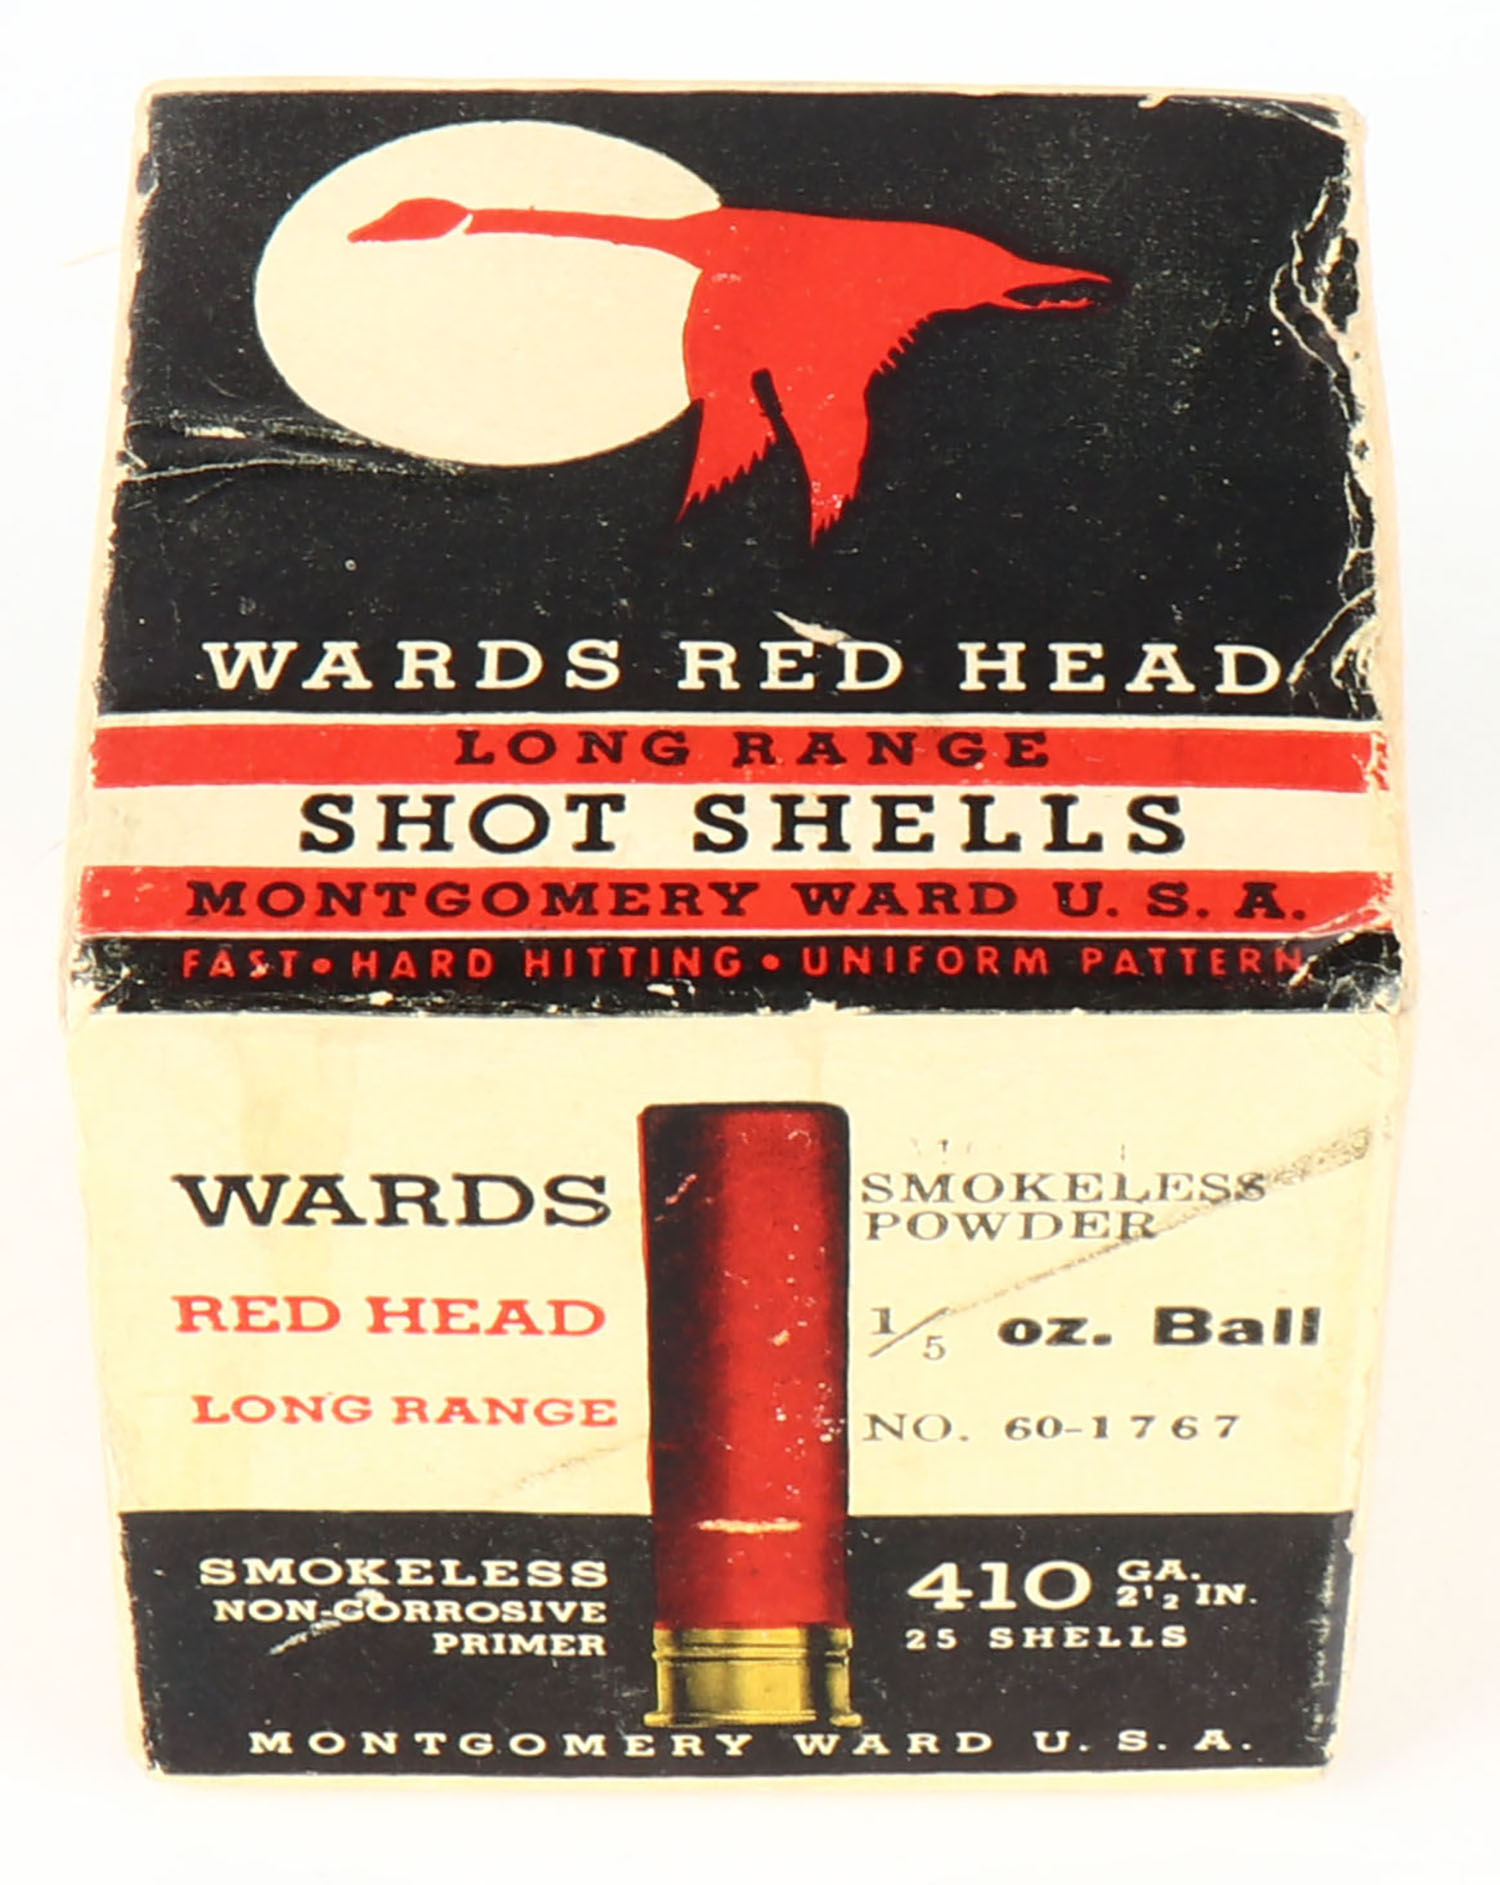 WARDS RED HEAD
LONG RANGE
SHOT SHELLS
MONTGOMERY WARD U. S. A.
FAST • HARD HITTING • UNIFORM PATTERN
WARDS
RED HEAD
LONG RANGE
SMOKELESS
POWDER
1/5 oz. Ball
NO. 60-1767
SMOKELESS
NON-CORROSIVE
PRIMER
410 GA.
2 1/2 IN.
25 SHELLS
MONTGOMERY WARD U. S. A.